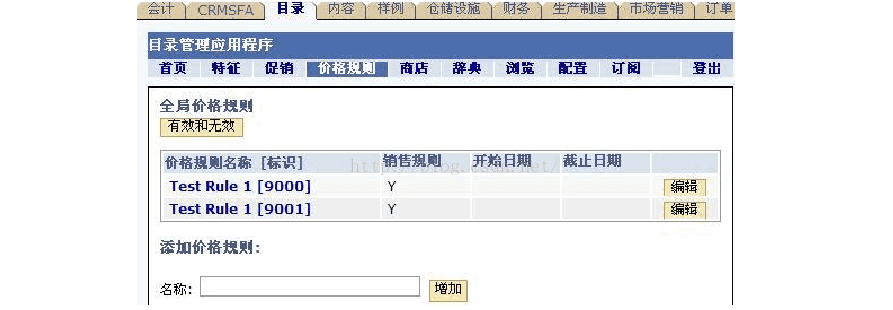 会计 CRMSFA 目录 内容 样例 仓储设施 财务 生产制造 市场营销 订单
目录管理应用程序
首页 特征 促销 价格规则 商店 辞典 浏览 配置 订阅 登出
全局价格规则
有效和无效
价格规则名称 [标识] 销售规则 开始日期 截止日期
Test Rule 1 [9000] Y 编辑
Test Rule 1 [9001] Y 编辑
添加价格规则:
名称: 增加